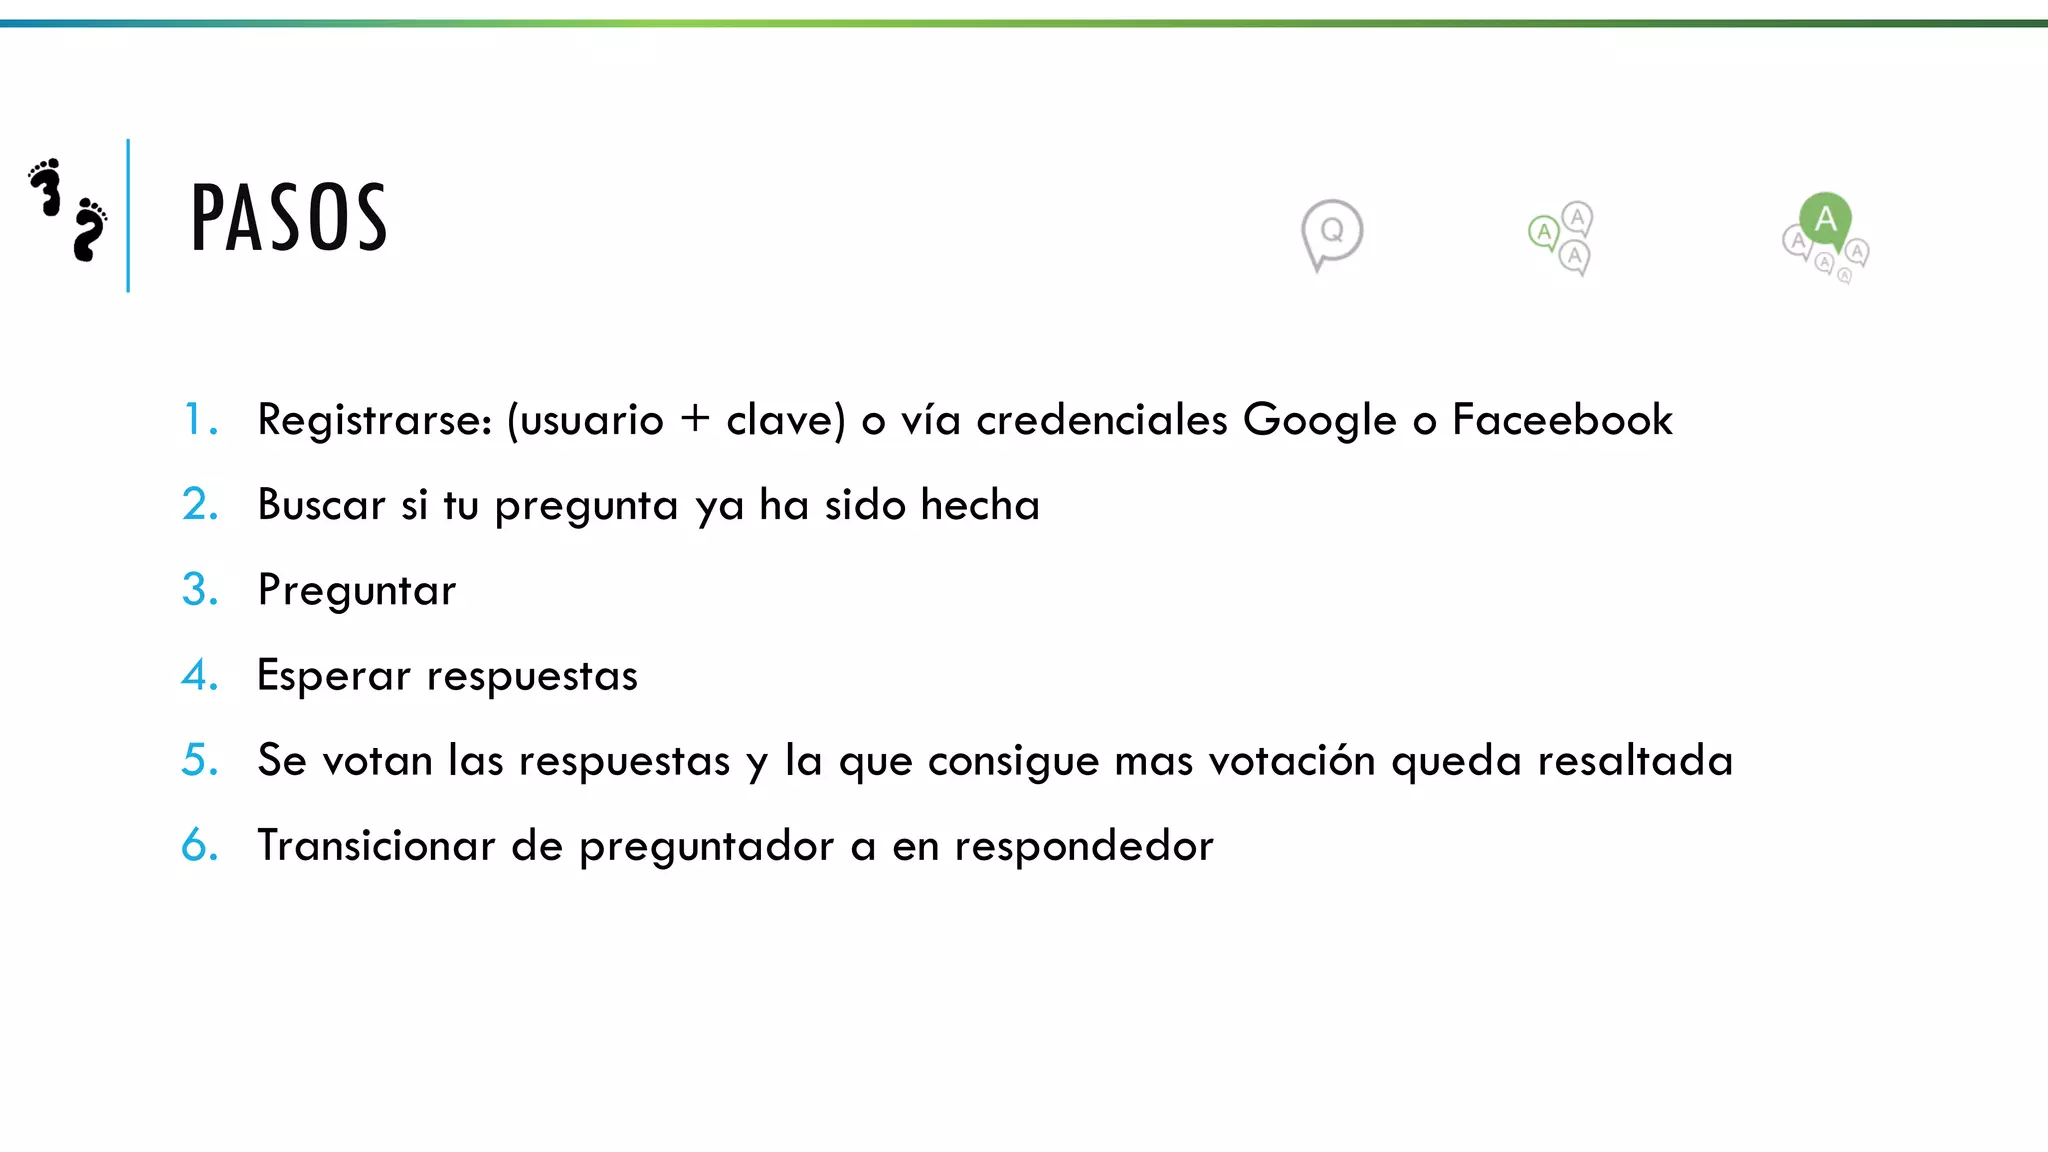 PASOS
Q
A
A
A
A
A
A
A
A
1. Registrarse: (usuario + clave) o vía credenciales Google o Faceebook
2. Buscar si tu pregunta ya ha sido hecha
3. Preguntar
4. Esperar respuestas
5. Se votan las respuestas y la que consigue mas votación queda resaltada
6. Transicionar de preguntador a en respondedor